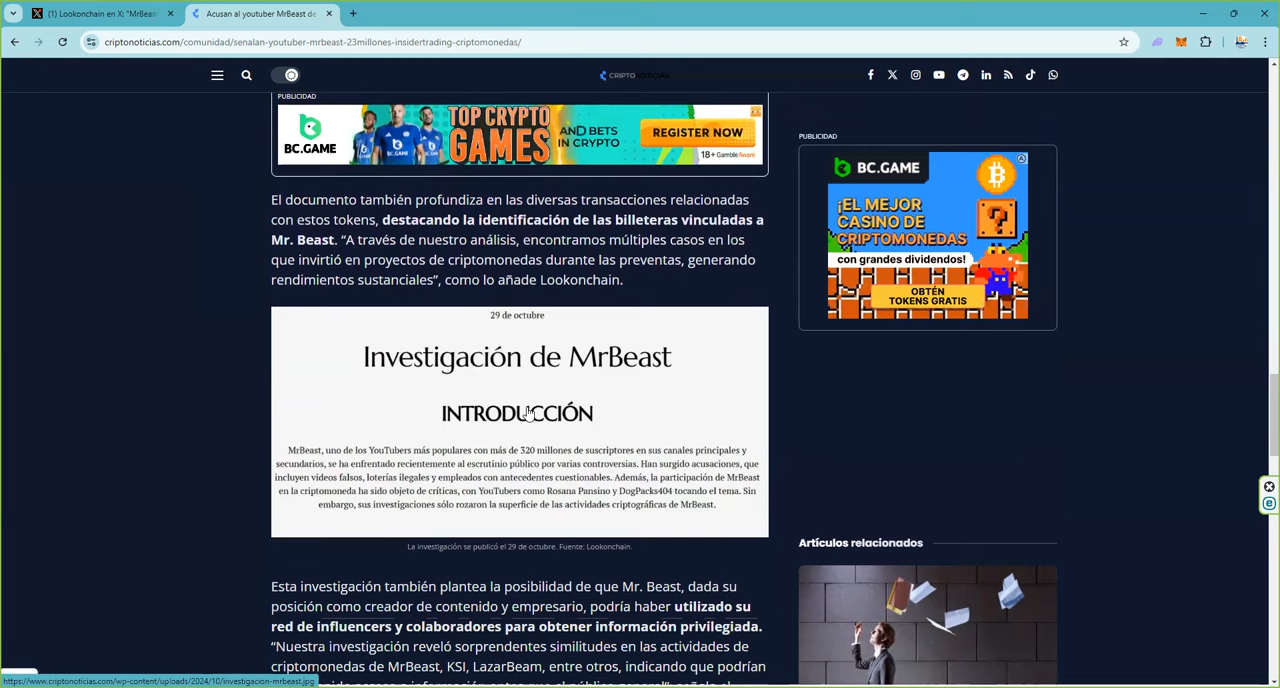 (1) Lookonchain en X: "MrBeas
Acusan al youtuber MrBeast de
criptonoticias.com/comunidad/senalan-youtuber-mrbeast-23millones-insidertrading-criptomonedas/
CRIPTONOTICIAS
PUBLICIDAD
BC.GAME
TOP CRYPTO
GAMES
AND BETS
IN CRYPTO
REGISTER NOW
18+ GambleAware
El documento también profundiza en las diversas transacciones relacionadas
con estos tokens, destacando la identificación de las billeteras vinculadas a
Mr. Beast. “A través de nuestro análisis, encontramos múltiples casos en los
que invirtió en proyectos de criptomonedas durante las preventas, generando
rendimientos sustanciales”, como lo añade Lookonchain.
29 de octubre
Investigación de MrBeast
INTRODUCCIÓN
MrBeast, uno de los YouTubers más populares con más de 320 millones de suscriptores en sus canales principales y
secundarios, se ha enfrentado recientemente al escrutinio público por varias controversias. Han surgido acusaciones, que
incluyen videos falsos, loterías ilegales y empleados con antecedentes cuestionables. Además, la participación de MrBeast
en la criptomoneda ha sido objeto de críticas, con YouTubers como Rosana Pansino y DogPacks404 tocando el tema. Sin
embargo, sus investigaciones sólo rozaron la superficie de las actividades criptográficas de MrBeast.
La investigación se publicó el 29 de octubre. Fuente: Lookonchain.
Esta investigación también plantea la posibilidad de que Mr. Beast, dada su
posición como creador de contenido y empresario, podría haber utilizado su
red de influencers y colaboradores para obtener información privilegiada.
“Nuestra investigación reveló sorprendentes similitudes en las actividades de
criptomonedas de MrBeast, KSI, LazarBeam, entre otros, indicando que podrían
PUBLICIDAD
BC.GAME
¡EL MEJOR
CASINO DE
CRIPTOMONEDAS
con grandes dividendos!
OBTÉN
TOKENS GRATIS
Artículos relacionados
https://www.criptonoticias.com/wp-content/uploads/2024/10/investigacion-mrbeast.jpg